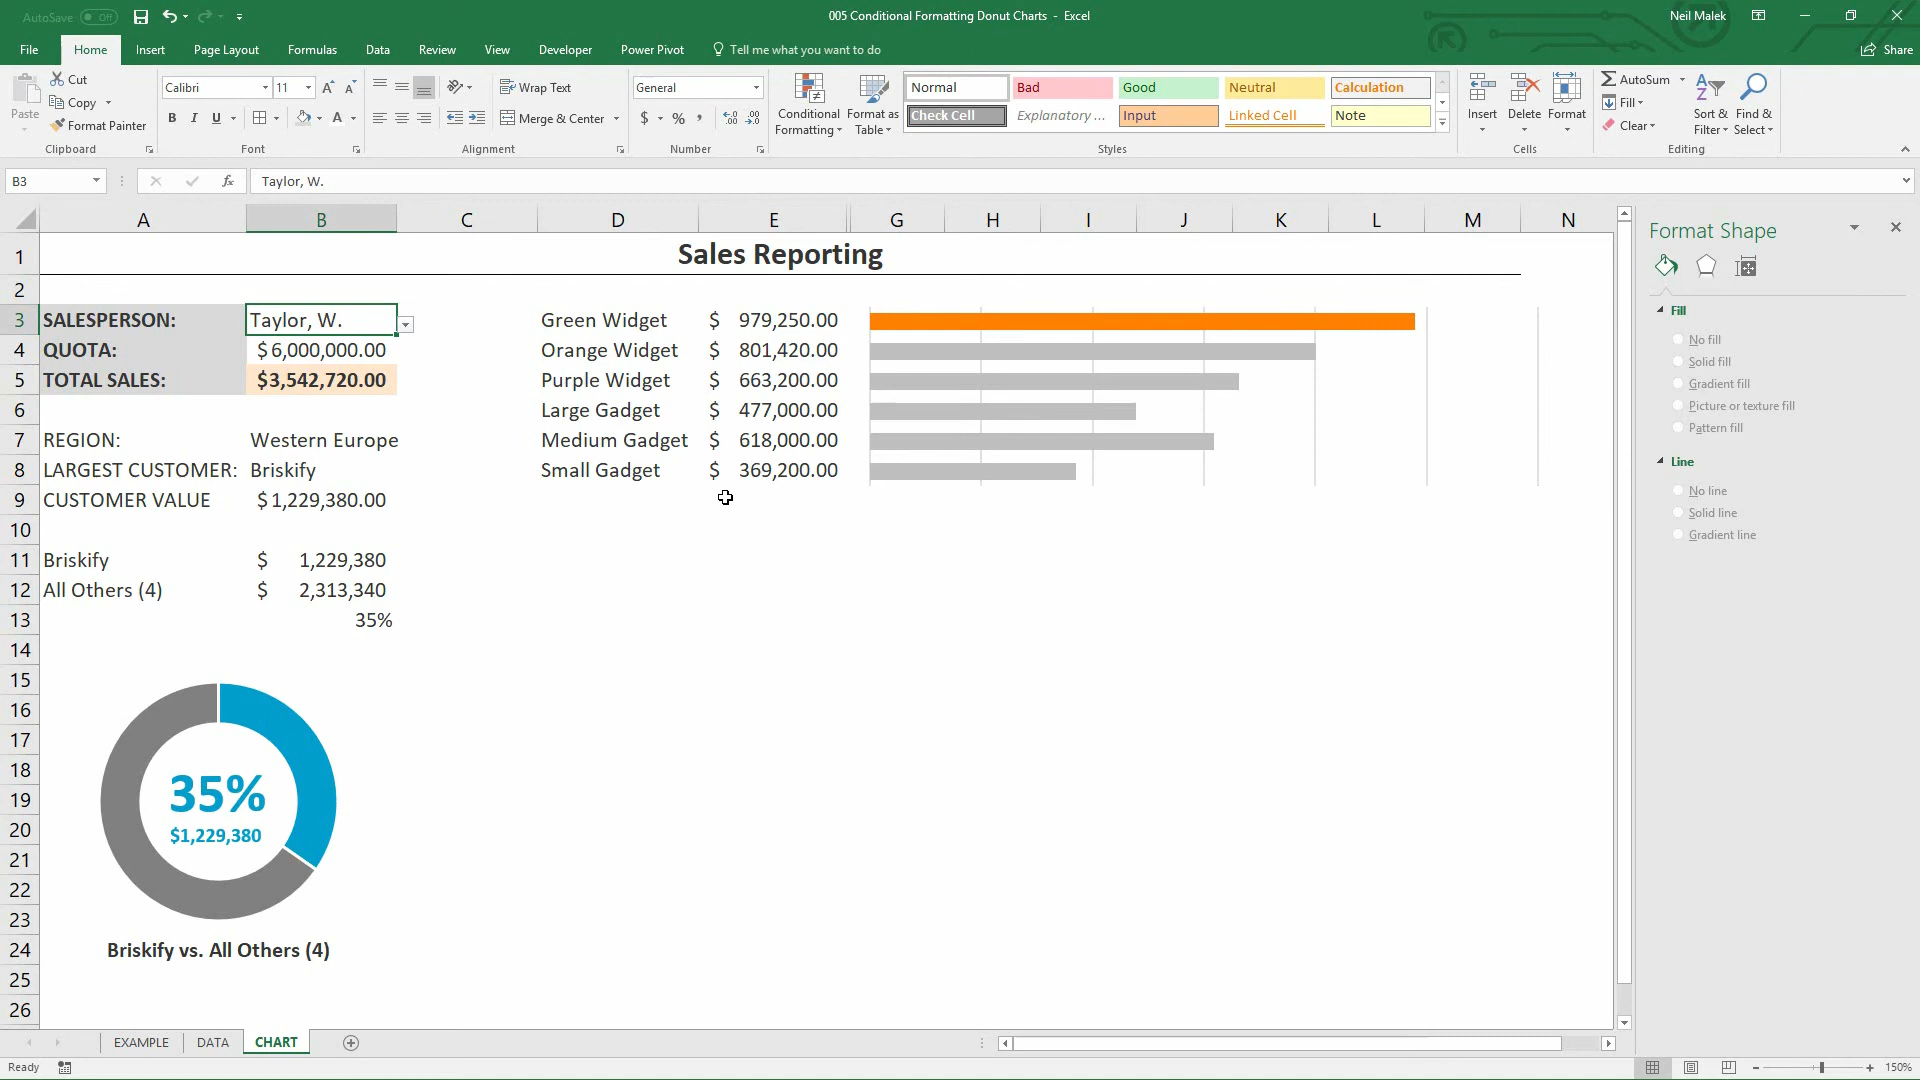 AutoSave Off
005 Conditional Formatting Donut Charts - Excel
Neil Malek
File Home Insert Page Layout Formulas Data Review View Developer Power Pivot Tell me what you want to do Share
Paste
Cut
Copy
Format Painter
Clipboard
Calibri 11
B I U
Font
Wrap Text
Merge & Center
Alignment
General
$ % ,
Number
Conditional Formatting
Format as Table
Normal Bad Good Neutral Calculation
Check Cell Explanatory ... Input Linked Cell Note
Styles
Insert Delete Format
Cells
AutoSum
Fill
Clear
Sort & Filter
Find & Select
Editing
B3 fx Taylor, W.
A B C D E G H I J K L M N
1 Sales Reporting
2
3 SALESPERSON: Taylor, W. Green Widget $ 979,250.00
4 QUOTA: $6,000,000.00 Orange Widget $ 801,420.00
5 TOTAL SALES: $3,542,720.00 Purple Widget $ 663,200.00
6 Large Gadget $ 477,000.00
7 REGION: Western Europe Medium Gadget $ 618,000.00
8 LARGEST CUSTOMER: Briskify Small Gadget $ 369,200.00
9 CUSTOMER VALUE $1,229,380.00
10
11 Briskify $ 1,229,380
12 All Others (4) $ 2,313,340
13 35%
14
15
16
17
18
19
20
21
22
23
24
25
26
35%
$1,229,380
Briskify vs. All Others (4)
Format Shape
Fill
No fill
Solid fill
Gradient fill
Picture or texture fill
Pattern fill
Line
No line
Solid line
Gradient line
EXAMPLE DATA CHART
Ready
150%